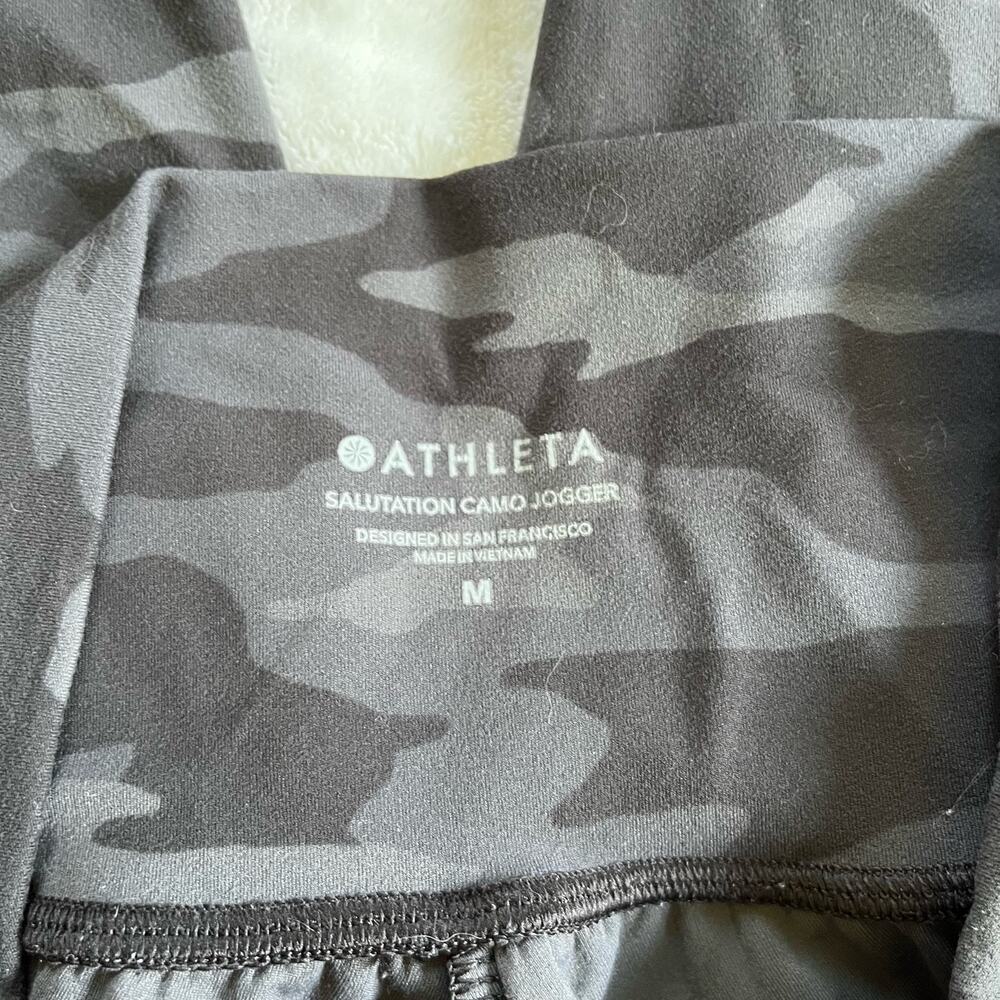 ATHLETA
SALUTATION CAMO JOGGER
DESIGNED IN SAN FRANCISCO
MADE IN VIETNAM
M